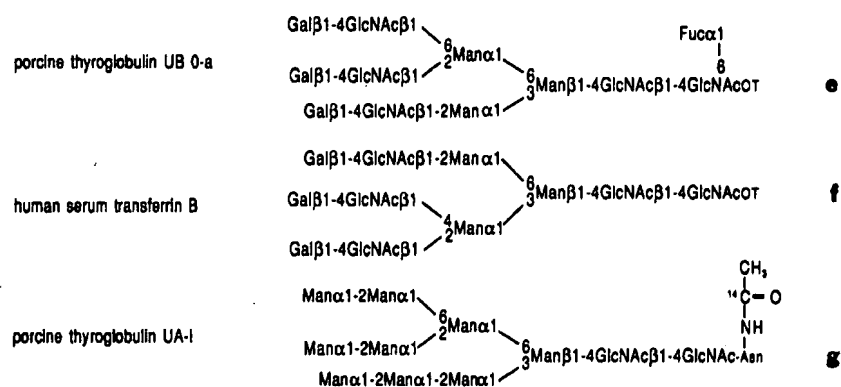 Galβ1-4GlcNAcβ1
Fucα1
6
6
Manα1
porcine thyroglobulin UB 0-a
2
Galβ1-4GlcNAcβ1
6
Manβ1-4GlcNAcβ1-4GlcNAcOT
e
3
Galβ1-4GlcNAcβ1-2Manα1
Galβ1-4GlcNAcβ1-2Manα1
6
Manβ1-4GlcNAcβ1-4GlcNAcOT
f
3
human serum transferrin B
Galβ1-4GlcNAcβ1
4
Manα1
2
Galβ1-4GlcNAcβ1
CH3
14C=O
NH
Manα1-2Manα1
6
Manα1
2
porcine thyroglobulin UA-I
Manα1-2Manα1
6
Manβ1-4GlcNAcβ1-4GlcNAc-Asn
g
3
Manα1-2Manα1-2Manα1